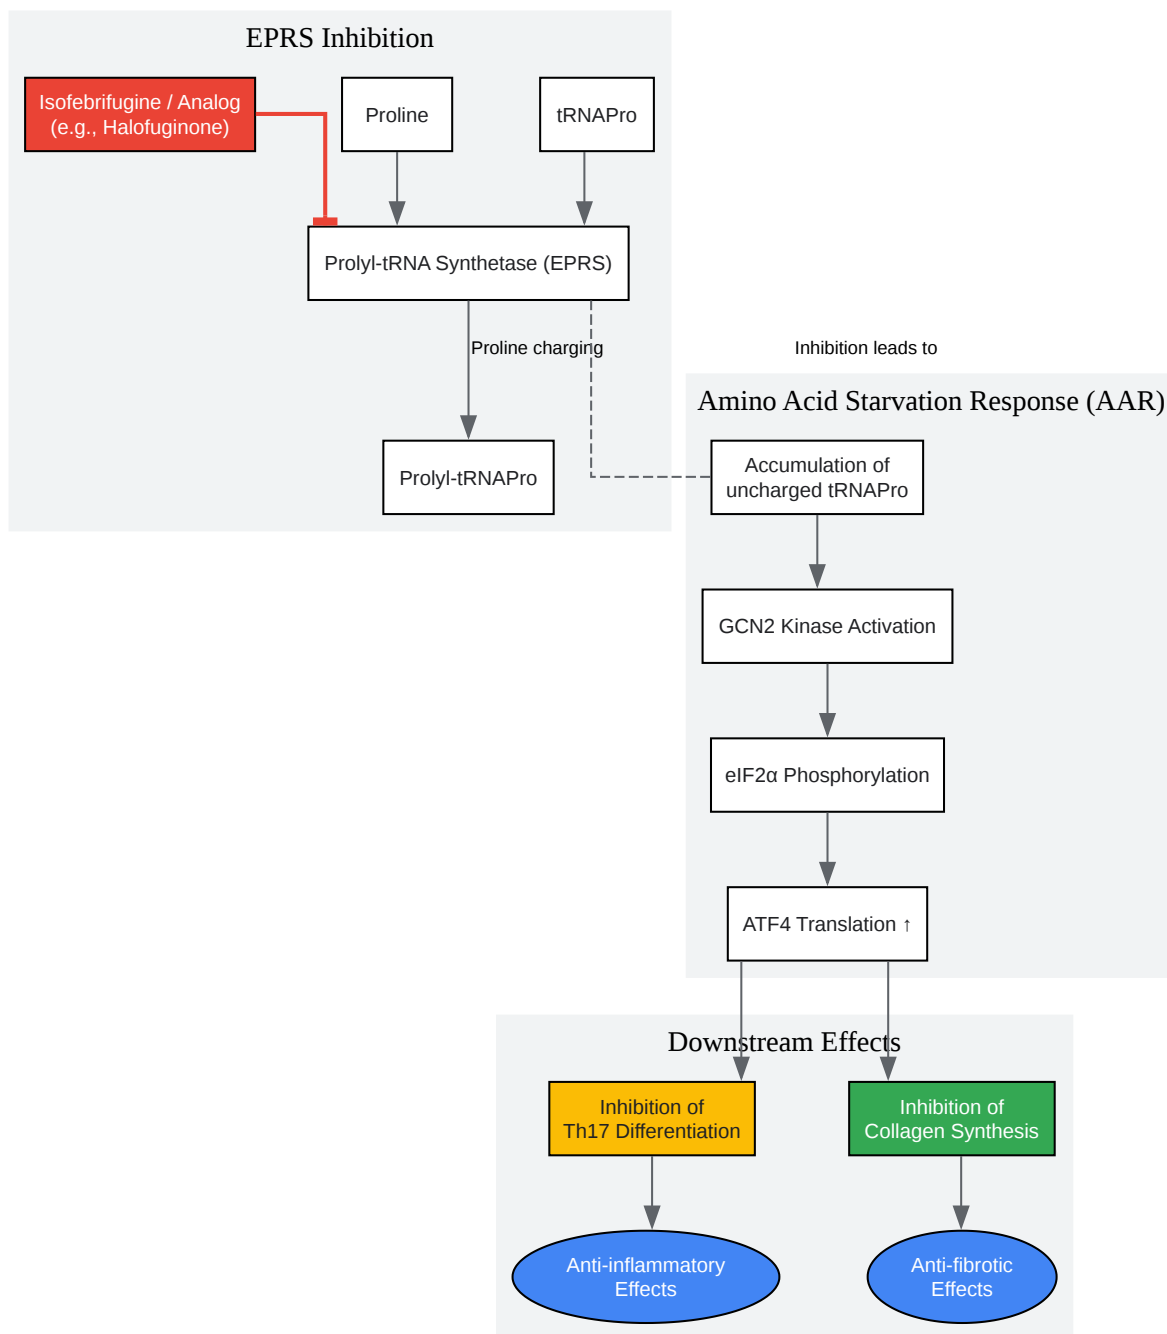 EPRS Inhibition
Isofebrifugine / Analog
(e.g., Halofuginone)
Proline
tRNAPro
Prolyl-tRNA Synthetase (EPRS)
Proline charging
Inhibition leads to
Prolyl-tRNAPro
Amino Acid Starvation Response (AAR)
Accumulation of
uncharged tRNAPro
GCN2 Kinase Activation
eIF2α Phosphorylation
ATF4 Translation ↑
Downstream Effects
Inhibition of
Th17 Differentiation
Inhibition of
Collagen Synthesis
Anti-inflammatory
Effects
Anti-fibrotic
Effects